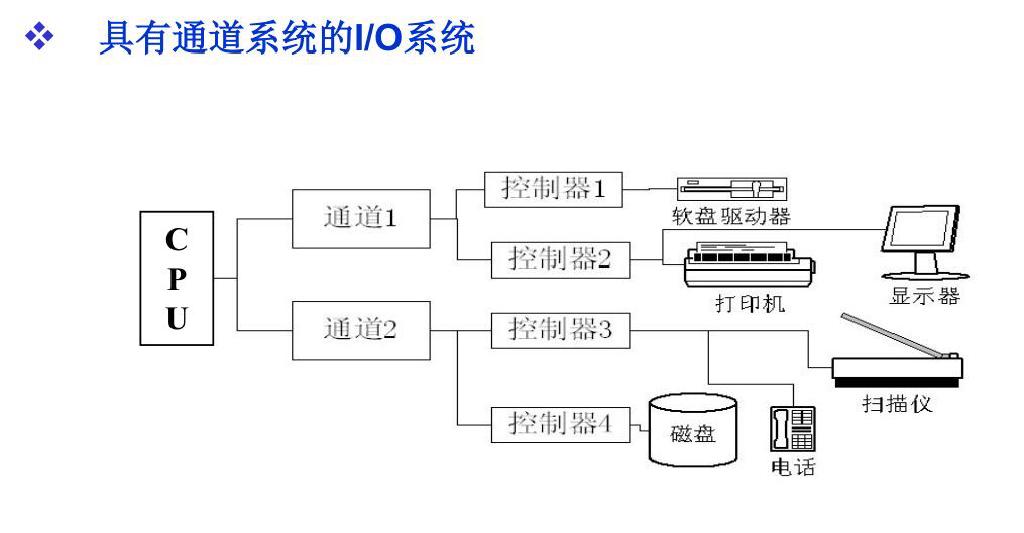 具有通道系统的I/O系统
CPU
通道1
通道2
控制器1
控制器2
控制器3
控制器4
软盘驱动器
打印机
显示器
扫描仪
磁盘
电话